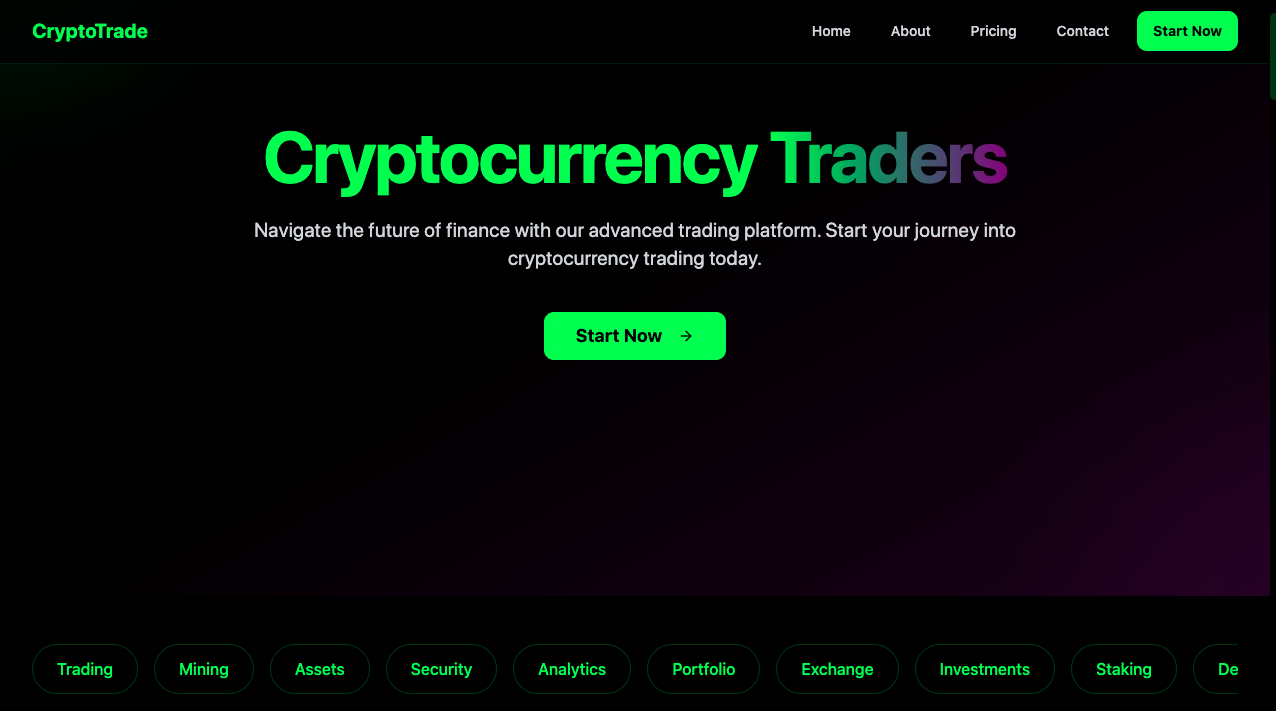 CryptoTrade
Home
About
Pricing
Contact
Start Now
Cryptocurrency Traders
Navigate the future of finance with our advanced trading platform. Start your journey into
cryptocurrency trading today.
Start Now →
Trading
Mining
Assets
Security
Analytics
Portfolio
Exchange
Investments
Staking
De